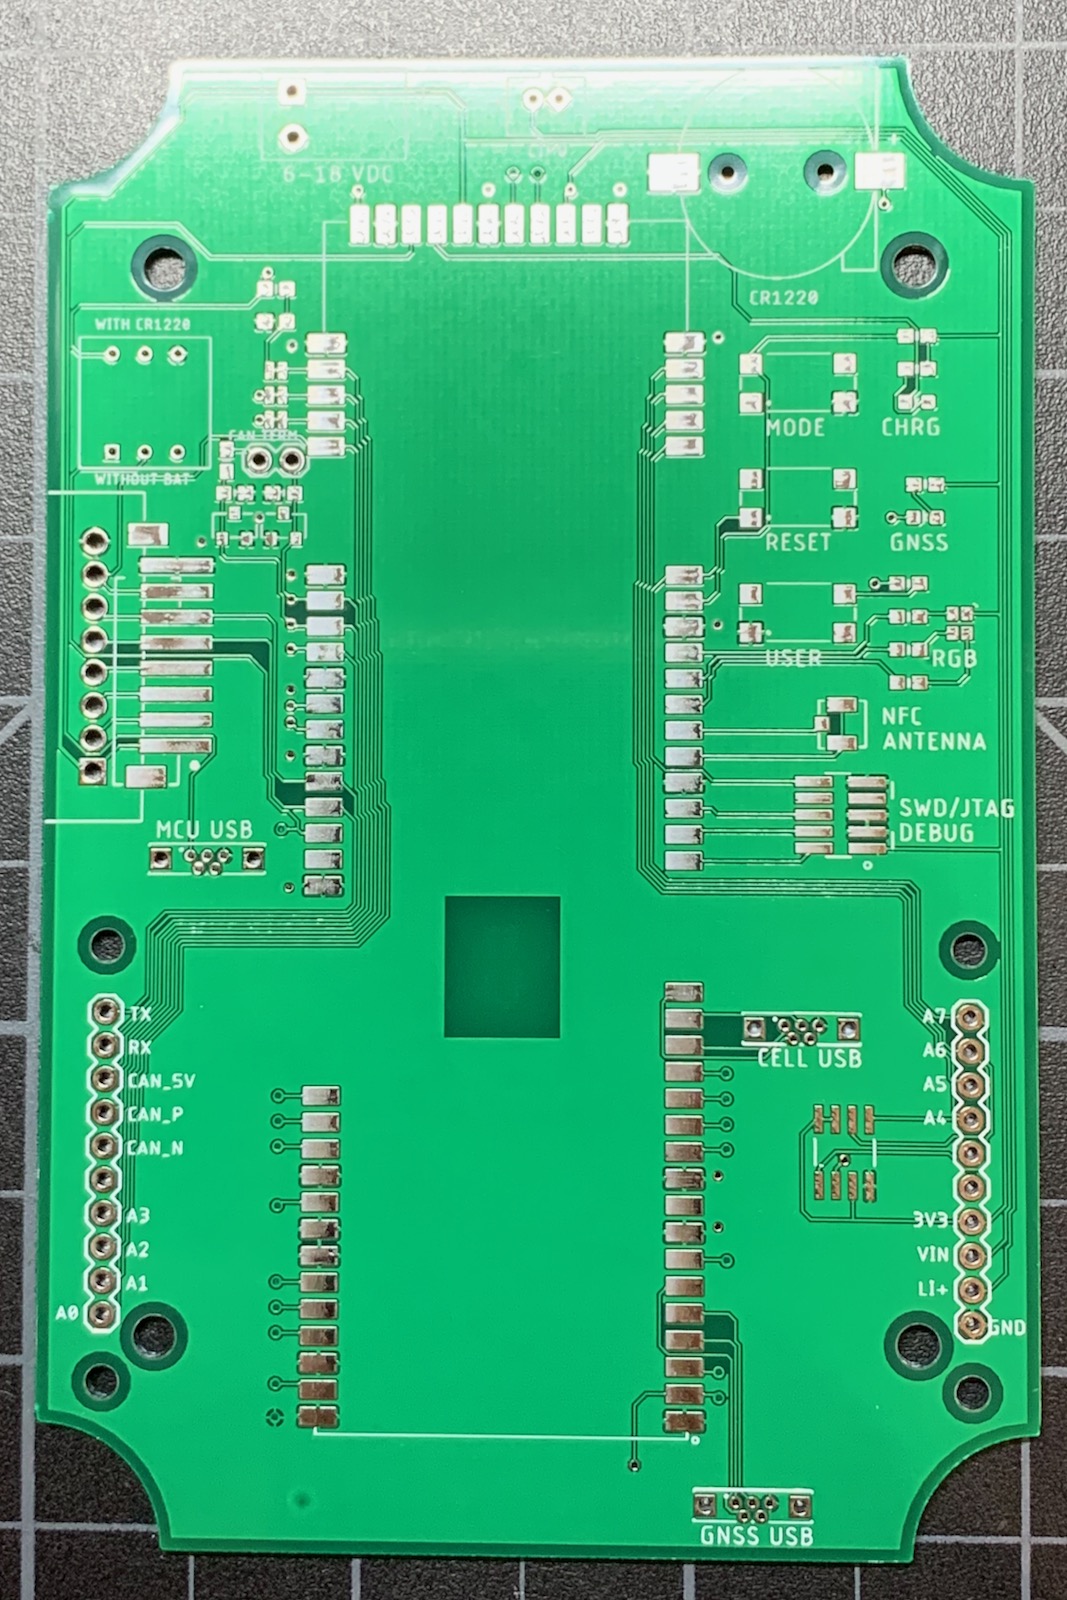 6-18 VDC
CR1220
WITH CR1220
MODE
CHRG
CAN TERM
WITHOUT BAT
RESET
GNSS
USER
RGB
NFC
ANTENNA
SWD/JTAG
DEBUG
MCU USB
TX
RX
CAN_5V
CAN_P
CAN_N
A3
A2
A1
A0
CELL USB
A7
A6
A5
A4
3V3
VIN
LI+
GND
GNSS USB